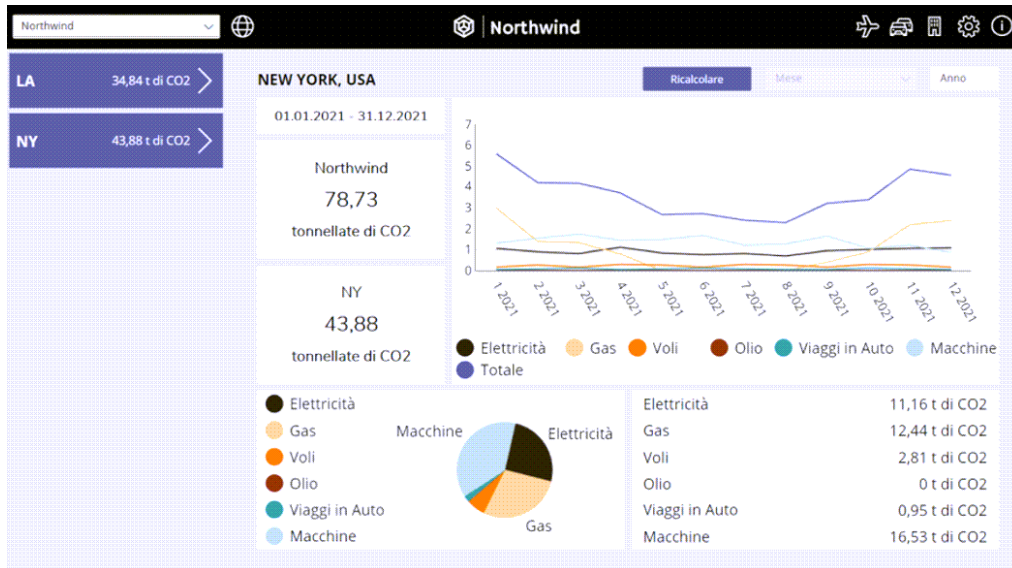 Northwind
Northwind
LA 34,84 t di CO2
NY 43,88 t di CO2
NEW YORK, USA
Ricalcolare
Mese
Anno
01.01.2021 - 31.12.2021
Northwind
78,73
tonnellate di CO2
NY
43,88
tonnellate di CO2
7
6
5
4
3
2
1
0
1 2021
2 2021
3 2021
4 2021
5 2021
6 2021
7 2021
8 2021
9 2021
10 2021
11 2021
12 2021
Elettricità Gas Voli Olio Viaggi in Auto Macchine
Totale
Elettricità
Gas
Voli
Olio
Viaggi in Auto
Macchine
Macchine
Elettricità
Gas
Elettricità 11,16 t di CO2
Gas 12,44 t di CO2
Voli 2,81 t di CO2
Olio 0 t di CO2
Viaggi in Auto 0,95 t di CO2
Macchine 16,53 t di CO2